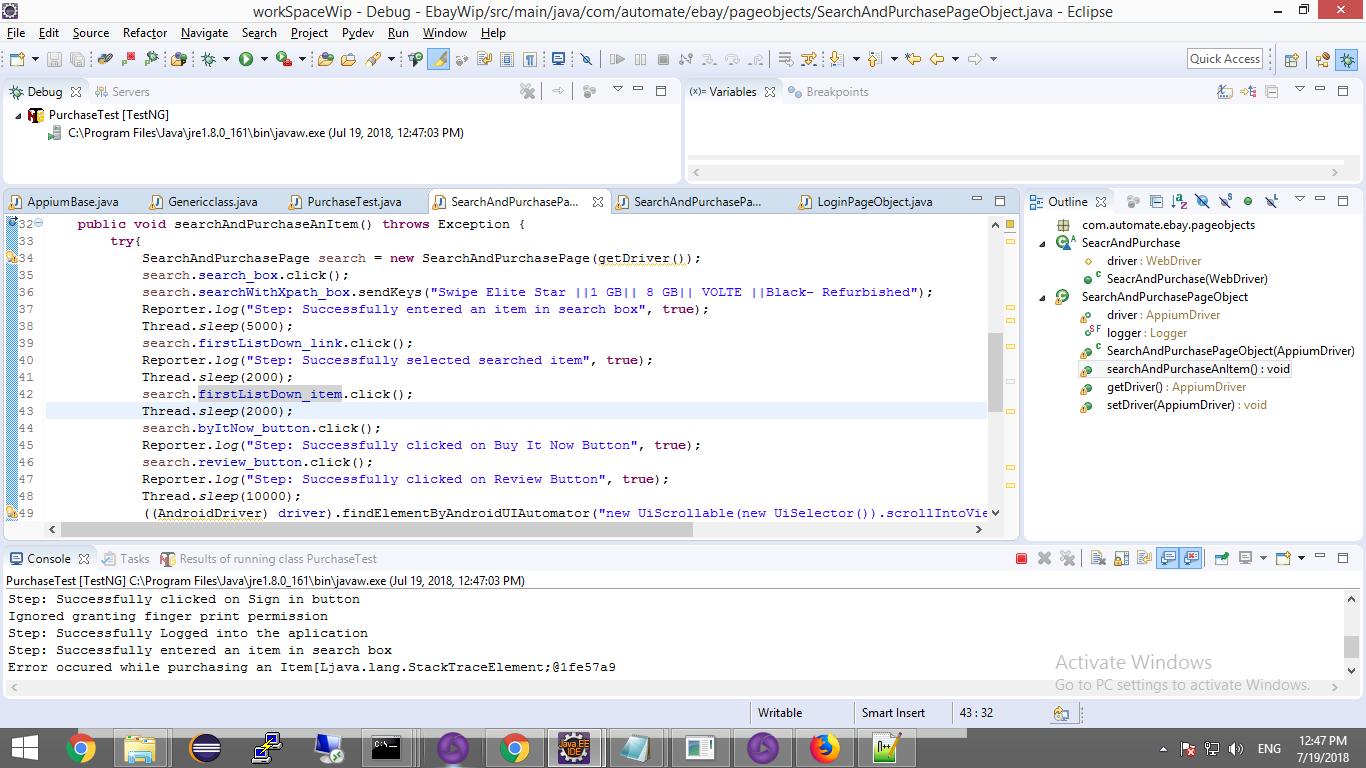 workSpaceWip - Debug - EbayWip/src/main/java/com/automate/ebay/pageobjects/SearchAndPurchasePageObject.java - Eclipse
File Edit Source Refactor Navigate Search Project Pydev Run Window Help
Quick Access
Debug Servers
PurchaseTest [TestNG]
C:\Program Files\Java\jre1.8.0_161\bin\javaw.exe (Jul 19, 2018, 12:47:03 PM)
(x)= Variables Breakpoints
AppiumBase.java Genericclass.java PurchaseTest.java SearchAndPurchasePa... SearchAndPurchasePa... LoginPageObject.java
32 public void searchAndPurchaseAnItem() throws Exception {
33 try{
34 SearchAndPurchasePage search = new SearchAndPurchasePage(getDriver());
35 search.search_box.click();
36 search.searchWithXpath_box.sendKeys("Swipe Elite Star ||1 GB|| 8 GB|| VOLTE ||Black- Refurbished");
37 Reporter.log("Step: Successfully entered an item in search box", true);
38 Thread.sleep(5000);
39 search.firstListDown_link.click();
40 Reporter.log("Step: Successfully selected searched item", true);
41 Thread.sleep(2000);
42 search.firstListDown_item.click();
43 Thread.sleep(2000);
44 search.byItNow_button.click();
45 Reporter.log("Step: Successfully clicked on Buy It Now Button", true);
46 search.review_button.click();
47 Reporter.log("Step: Successfully clicked on Review Button", true);
48 Thread.sleep(10000);
49 ((AndroidDriver) driver).findElementByAndroidUIAutomator("new UiScrollable(new UiSelector()).scrollIntoVie
Outline
com.automate.ebay.pageobjects
SeacrAndPurchase
driver : WebDriver
SeacrAndPurchase(WebDriver)
SearchAndPurchasePageObject
driver : AppiumDriver
logger : Logger
SearchAndPurchasePageObject(AppiumDriver)
searchAndPurchaseAnItem() : void
getDriver() : AppiumDriver
setDriver(AppiumDriver) : void
Console Tasks Results of running class PurchaseTest
PurchaseTest [TestNG] C:\Program Files\Java\jre1.8.0_161\bin\javaw.exe (Jul 19, 2018, 12:47:03 PM)
Step: Successfully clicked on Sign in button
Ignored granting finger print permission
Step: Successfully Logged into the aplication
Step: Successfully entered an item in search box
Error occured while purchasing an Item[Ljava.lang.StackTraceElement;@1fe57a9
Activate Windows
Go to PC settings to activate Windows.
Writable Smart Insert 43 : 32
Java EE
IDE
ENG
12:47 PM
7/19/2018